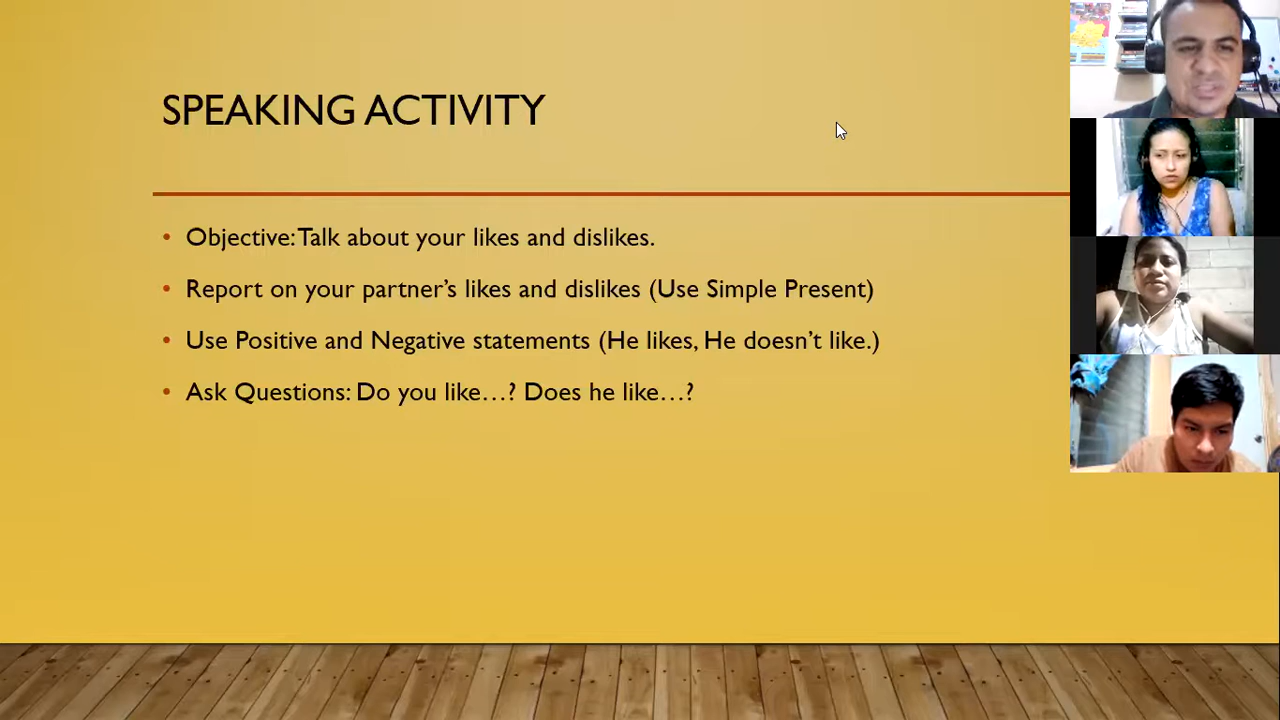 SPEAKING ACTIVITY
• Objective: Talk about your likes and dislikes.
• Report on your partner's likes and dislikes (Use Simple Present)
• Use Positive and Negative statements (He likes, He doesn't like.)
• Ask Questions: Do you like…? Does he like…?